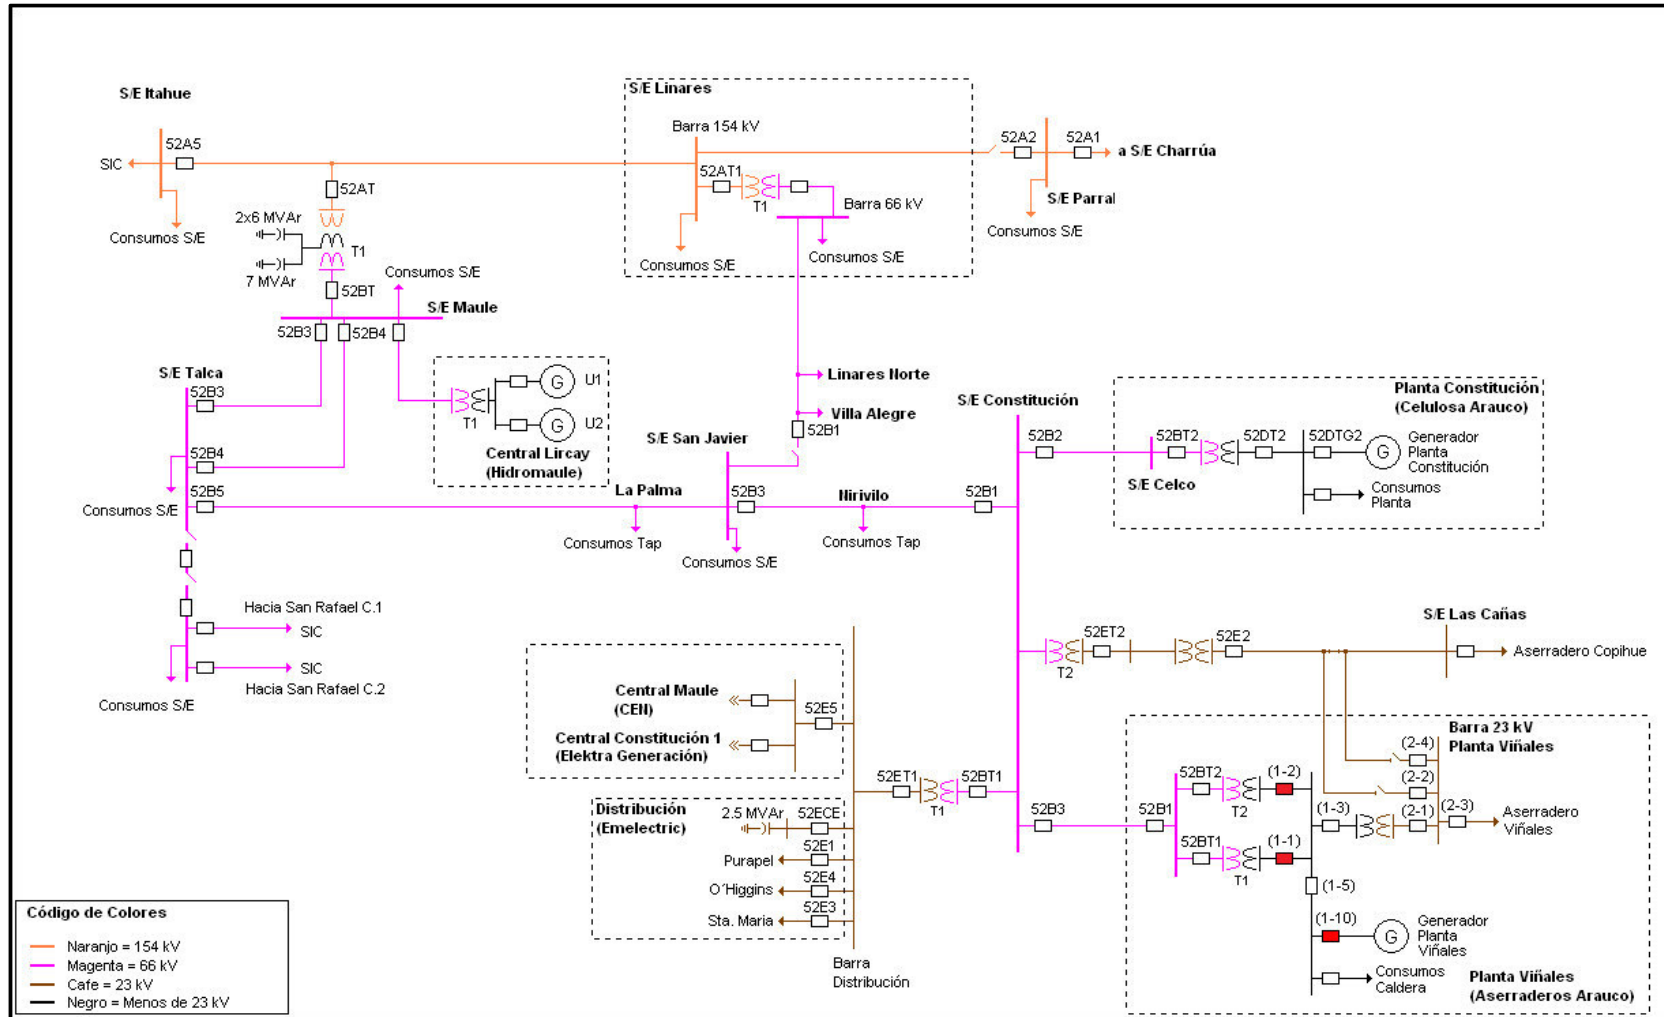 S/E Itahue
52A5
SIC
Consumos S/E
52AT
2x6 MVAr
7 MVAr
T1
52BT
Consumos S/E
S/E Maule
52B3
52B4
S/E Linares
Barra 154 kV
52AT1
T1
Barra 66 kV
Consumos S/E
Consumos S/E
52A2
52A1
a S/E Charrúa
S/E Parral
Consumos S/E
S/E Talca
52B3
52B4
52B5
Consumos S/E
T1
G
U1
G
U2
Central Lircay
(Hidromaule)
Linares Norte
Villa Alegre
52B1
S/E San Javier
La Palma
52B3
Nirivilo
52B1
Consumos Tap
Consumos S/E
Consumos Tap
S/E Constitución
52B2
Planta Constitución
(Celulosa Arauco)
52BT2
52DT2
52DTG2
G
Generador
Planta
Constitución
S/E Celco
Consumos
Planta
Hacia San Rafael C.1
SIC
SIC
Hacia San Rafael C.2
Consumos S/E
Central Maule
(CEN)
52E5
Central Constitución 1
(Elektra Generación)
52ET2
T2
52E2
S/E Las Cañas
Aserradero Copihue
Distribución
(Emelectric)
2.5 MVAr
52ECE
52E1
Purapel
52E4
O´Higgins
52E3
Sta. Maria
Barra
Distribución
52ET1
52BT1
T1
52B3
52B1
Barra 23 kV
Planta Viñales
(2-4)
(2-2)
52BT2
(1-2)
T2
(1-3)
(2-1)
(2-3)
Aserradero
Viñales
52BT1
(1-1)
T1
(1-5)
(1-10)
G
Generador
Planta
Viñales
Consumos
Caldera
Planta Viñales
(Aserraderos Arauco)
Código de Colores
Naranjo = 154 kV
Magenta = 66 kV
Cafe = 23 kV
Negro = Menos de 23 kV